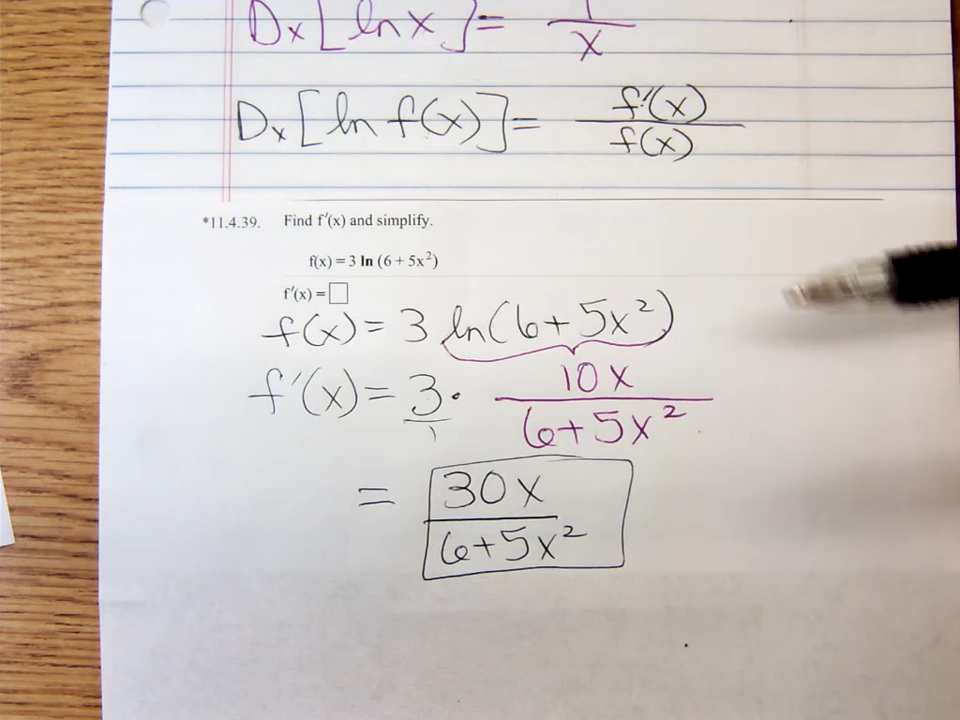 Dx [ln x] = 1/x
Dx [ln f(x)] = f'(x)/f(x)
*11.4.39. Find f'(x) and simplify.
f(x) = 3 ln (6 + 5x²)
f'(x) = □
f(x) = 3 ln(6 + 5x²)
f'(x) = 3/1 · 10x/(6+5x²)
= 30x/(6+5x²)